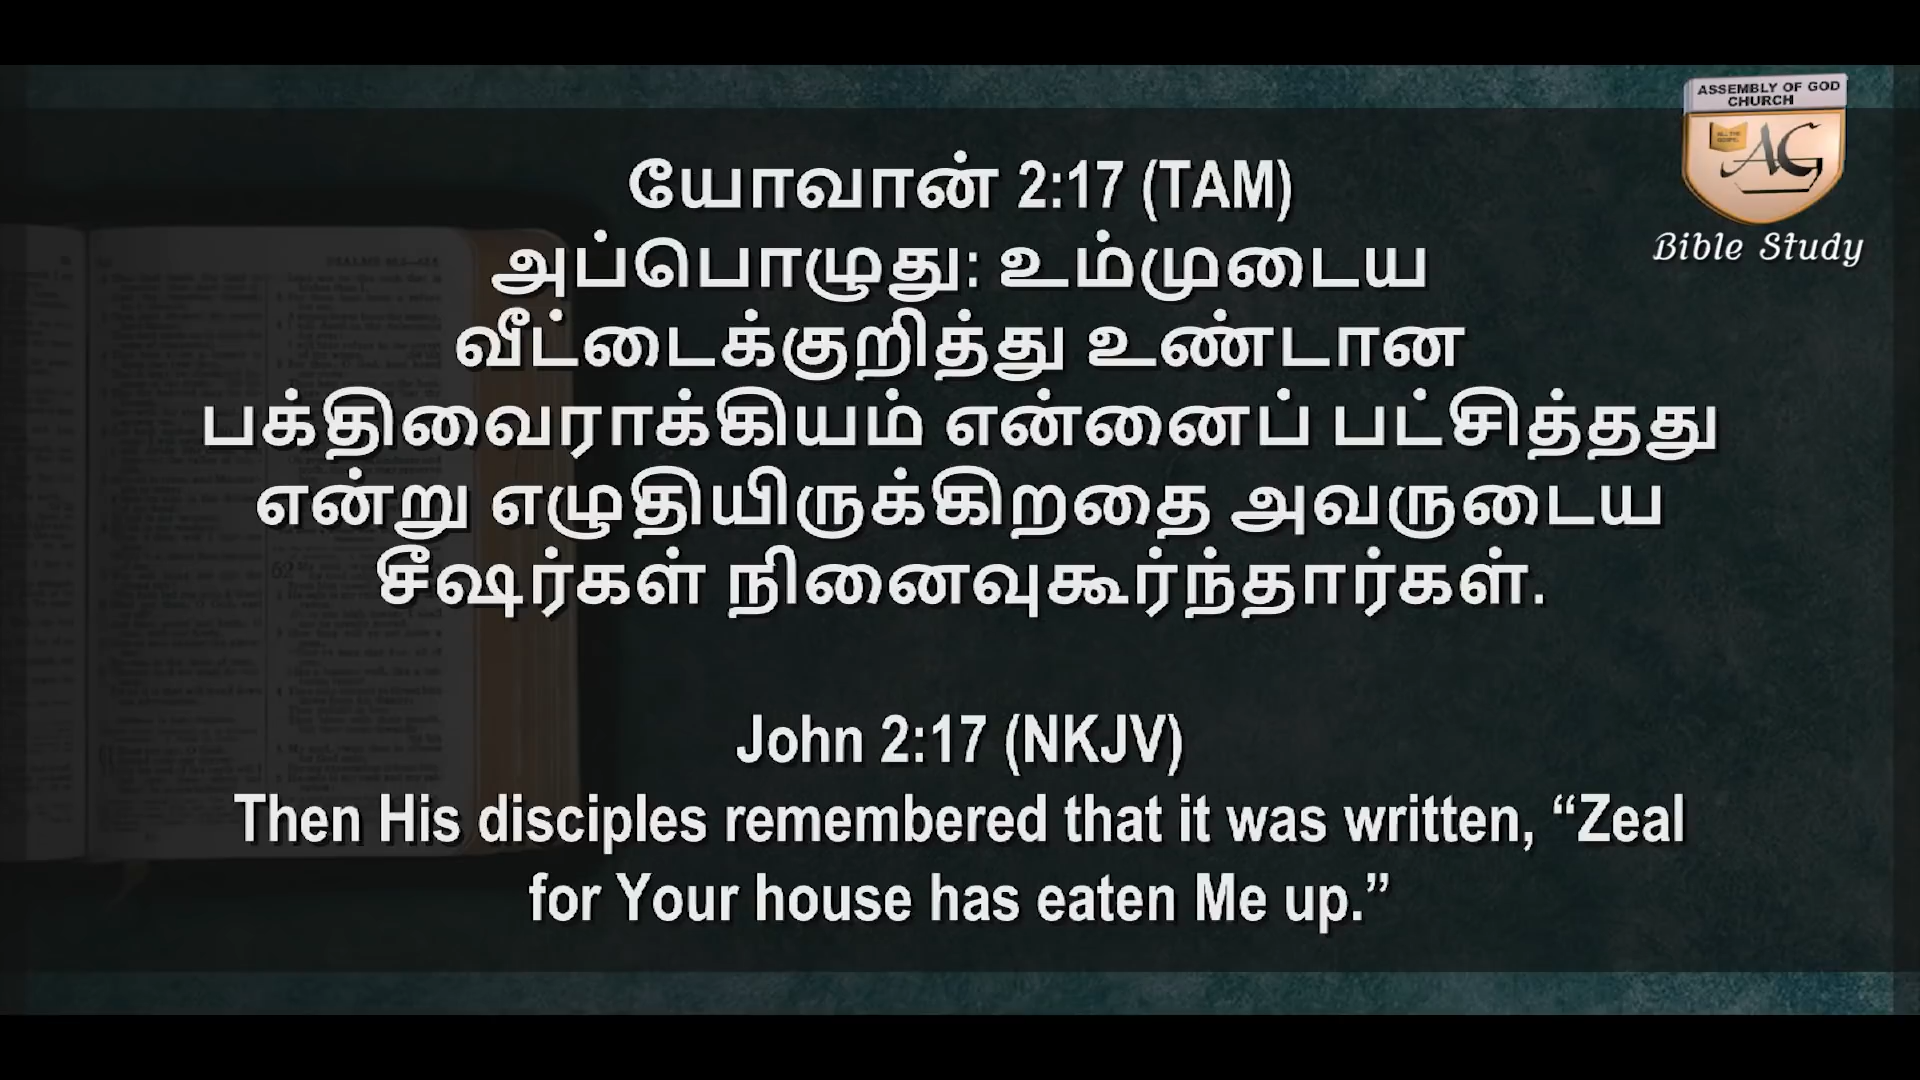 ASSEMBLY OF GOD
CHURCH
AG
Bible Study
யோவான் 2:17 (TAM)
அப்பொழுது: உம்முடைய
வீட்டைக்குறித்து உண்டான
பக்திவைராக்கியம் என்னைப் பட்சித்தது
என்று எழுதியிருக்கிறதை அவருடைய
சீஷர்கள் நினைவுகூர்ந்தார்கள்.
John 2:17 (NKJV)
Then His disciples remembered that it was written, “Zeal
for Your house has eaten Me up.”